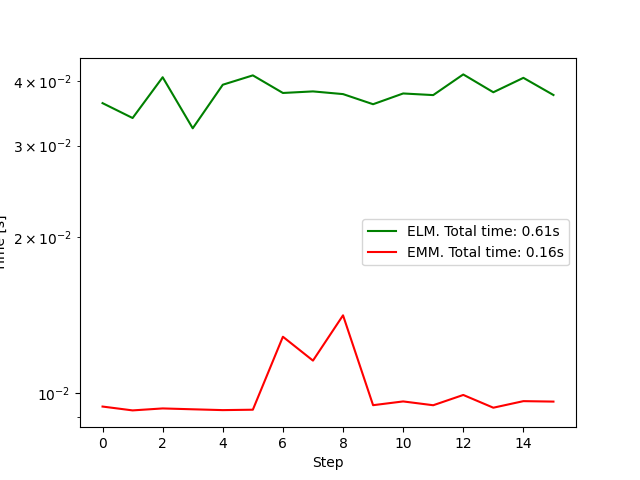 4 × 10⁻²
3 × 10⁻²
2 × 10⁻²
10⁻²
Time [s]
ELM. Total time: 0.61s
EMM. Total time: 0.16s
0 2 4 6 8 10 12 14
Step